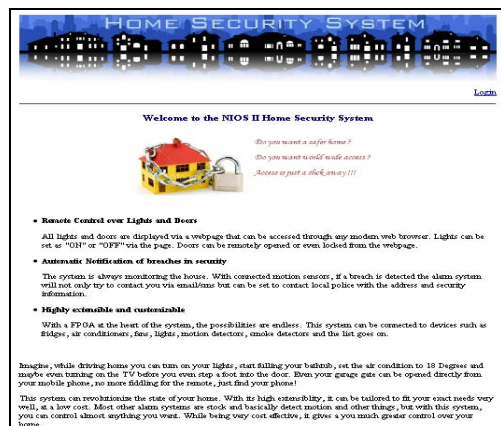 HOME SECURITY SYSTEM
Login
Welcome to the NIOS II Home Security System
Do you want a safer home ?
Do you want world wide access ?
Access is just a click away !!!
• Remote Control over Lights and Doors
All lights and doors are displayed via a webpage that can be accessed through any modern web browser. Lights can be
set as "ON" or "OFF" via the page. Doors can be remotely opened or even locked from the webpage.
• Automatic Notification of breaches in security
The system is always monitoring the house. With connected motion sensors, if a breach is detected the alarm system
will not only try to contact you via email/sms but can be set to contact local police with the address and security
information.
• Highly extensible and customizable
With a FPGA at the heart of the system, the possibilities are endless. This system can be connected to devices such as
fridges, air conditioners, fans, lights, motion detectors, smoke detectors and the list goes on.
Imagine, while driving home you can turn on your lights, start filling your bathtub, set the air condition to 18 Degrees and
maybe even turning on the TV before you even step a foot into the door. Even your garage gate can be opened directly from
your mobile phone, no more fiddling for the remote, just find your phone!
This system can revolutionize the state of your home. With its high extensiblity, it can be tailored to fit your exact needs very
well, at a low cost. Most other alarm systems are stock and basically detect motion and other things, but with this system,
you can control almost anything you want. While being very cost effective, it gives a you much greater control over your
home.